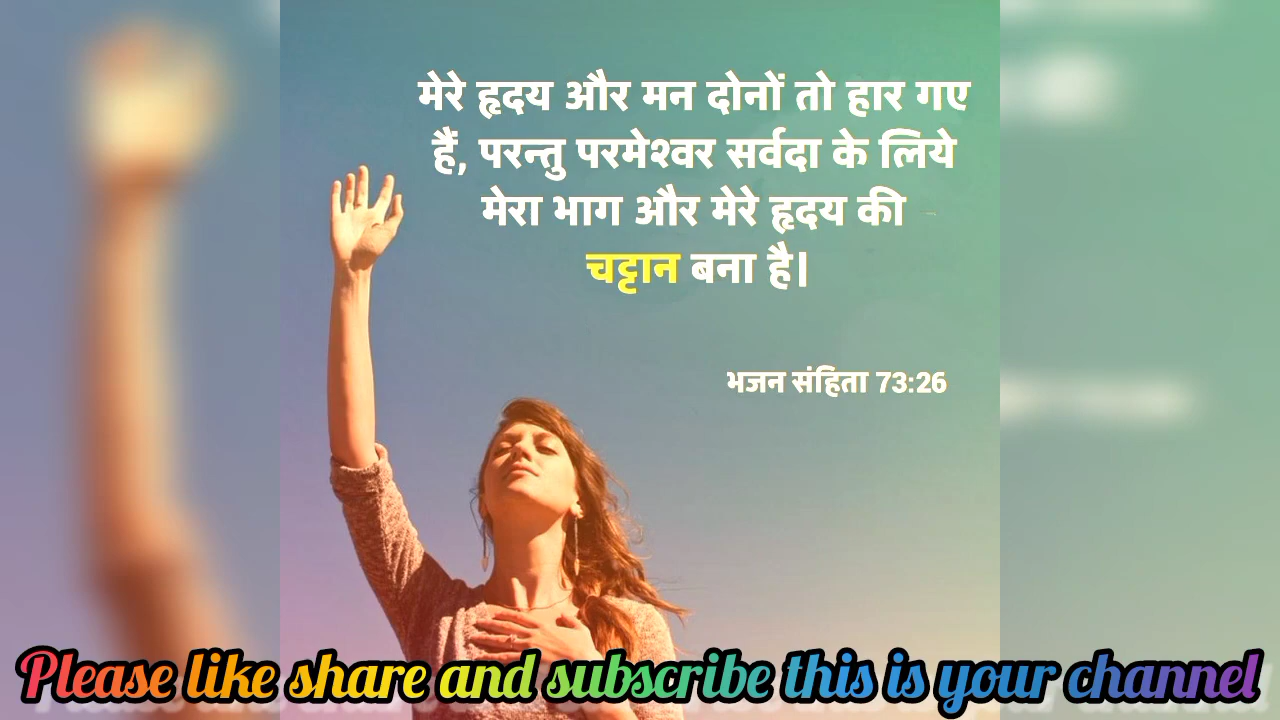 मेरे हृदय और मन दोनों तो हार गए
हैं, परन्तु परमेश्वर सर्वदा के लिये
मेरा भाग और मेरे हृदय की
चट्टान बना है|
भजन संहिता 73:26
Please like share and subscribe this is your channel